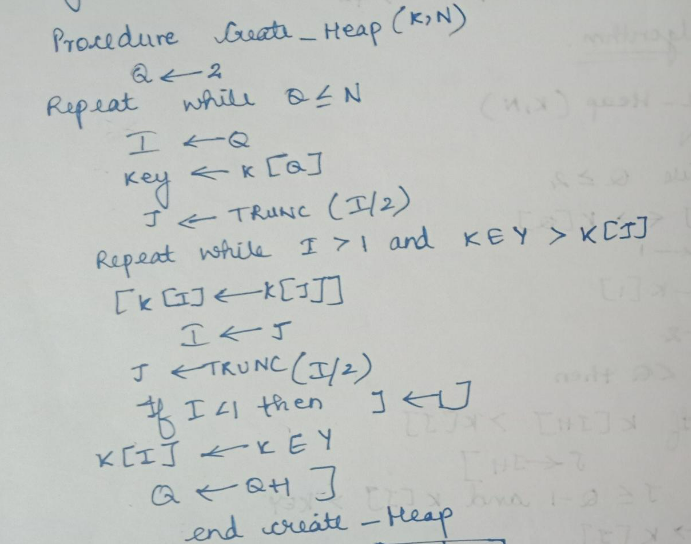 Procedure Create_Heap (K,N)
Q ← 2
Repeat while Q ≤ N
I ← Q
Key ← K [Q]
J ← TRUNC (I/2)
Repeat while I > 1 and KEY > K[J]
[K [I] ← K[J]]
I ← J
J ← TRUNC (I/2)
If I < 1 then J ←
K[I] ← KEY
Q ← Q+1 ]
end create - Heap